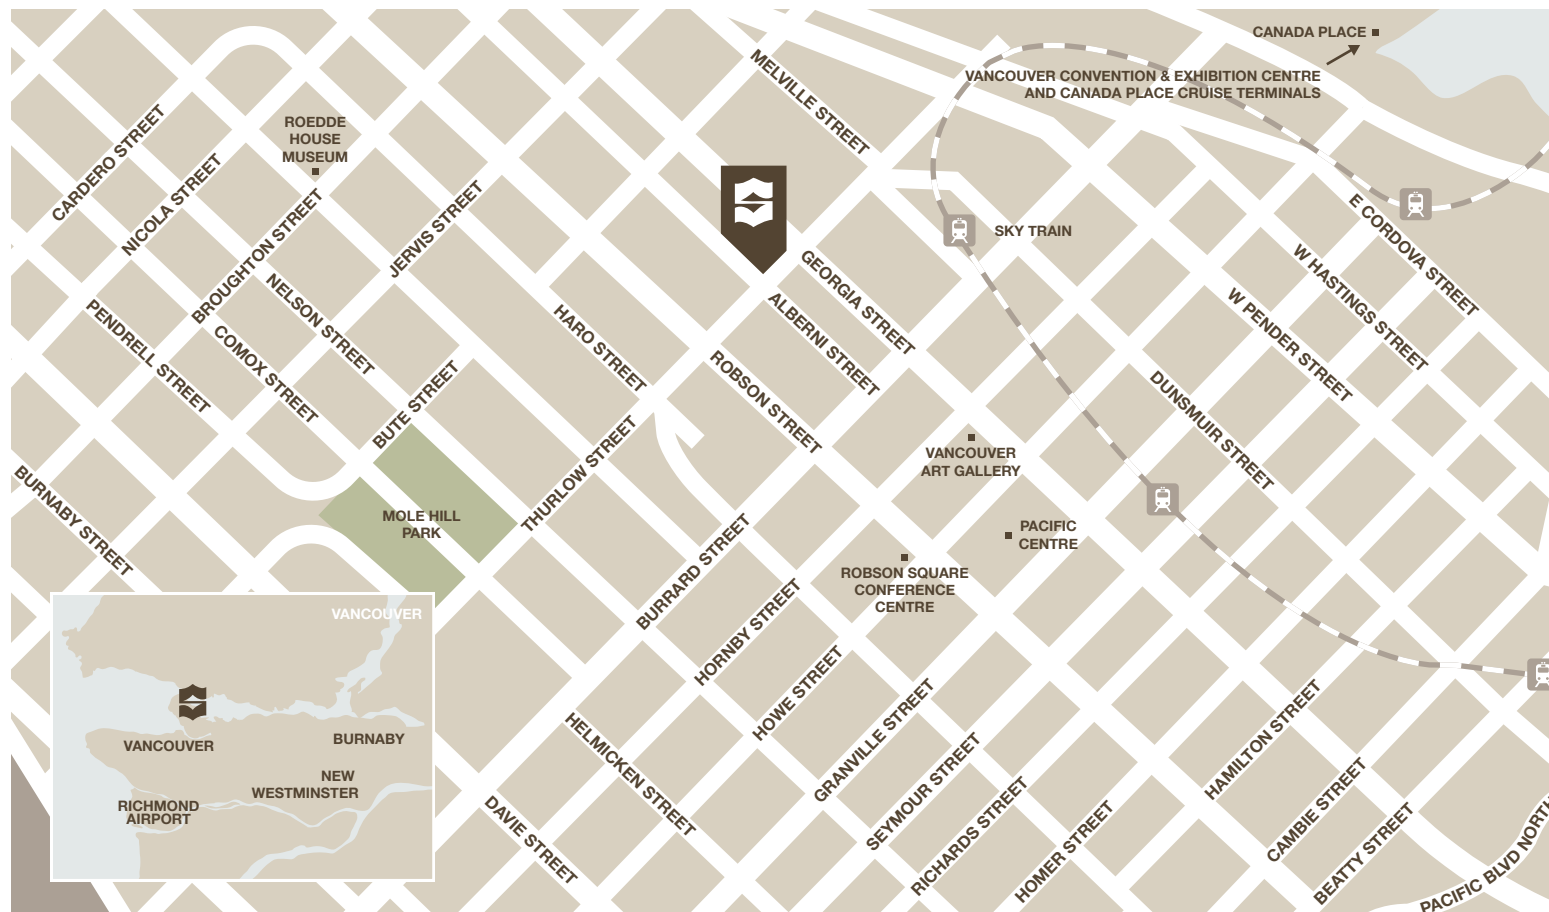 CANADA PLACE
VANCOUVER CONVENTION & EXHIBITION CENTRE
AND CANADA PLACE CRUISE TERMINALS
MELVILLE STREET
CARDERO STREET
ROEDDE
HOUSE
MUSEUM
NICOLA STREET
BROUGHTON STREET
JERVIS STREET
SKY TRAIN
E CORDOVA STREET
W HASTINGS STREET
W PENDER STREET
GEORGIA STREET
ALBERNI STREET
NELSON STREET
PENDRELL STREET
COMOX STREET
HARO STREET
ROBSON STREET
BUTE STREET
DUNSMUIR STREET
THURLOW STREET
VANCOUVER
ART GALLERY
BURNABY STREET
MOLE HILL
PARK
PACIFIC
CENTRE
BURRARD STREET
ROBSON SQUARE
CONFERENCE
CENTRE
HORNBY STREET
HOWE STREET
GRANVILLE STREET
SEYMOUR STREET
RICHARDS STREET
HOMER STREET
HAMILTON STREET
CAMBIE STREET
BEATTY STREET
PACIFIC BLVD NORTH
HELMICKEN STREET
DAVIE STREET
VANCOUVER
VANCOUVER
BURNABY
NEW
WESTMINSTER
RICHMOND
AIRPORT